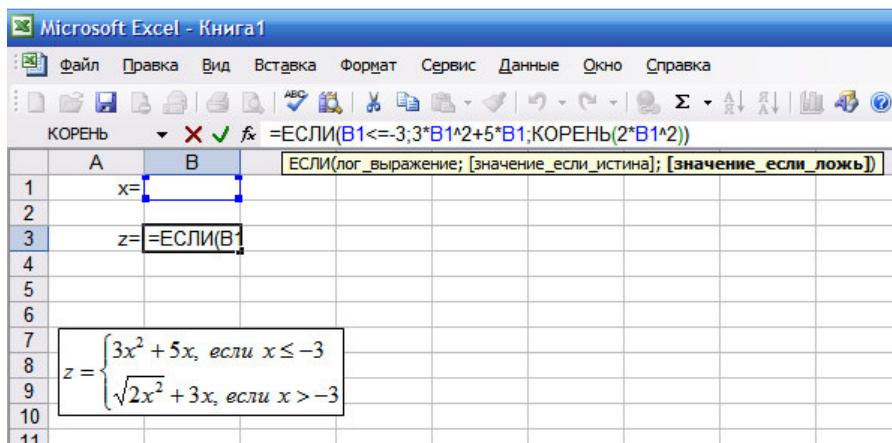 Microsoft Excel - Книга1
Файл Правка Вид Вставка Формат Сервис Данные Окно Справка
КОРЕНЬ =ЕСЛИ(B1<=-3;3*B1^2+5*B1;КОРЕНЬ(2*B1^2))
ЕСЛИ(лог_выражение; [значение_если_истина]; [значение_если_ложь])
A B
1 x=
2
3 z= =ЕСЛИ(B1
4
5
6
7
8
9
10
11
z = { 3x² + 5x, если x ≤ −3
√2x² + 3x, если x > −3